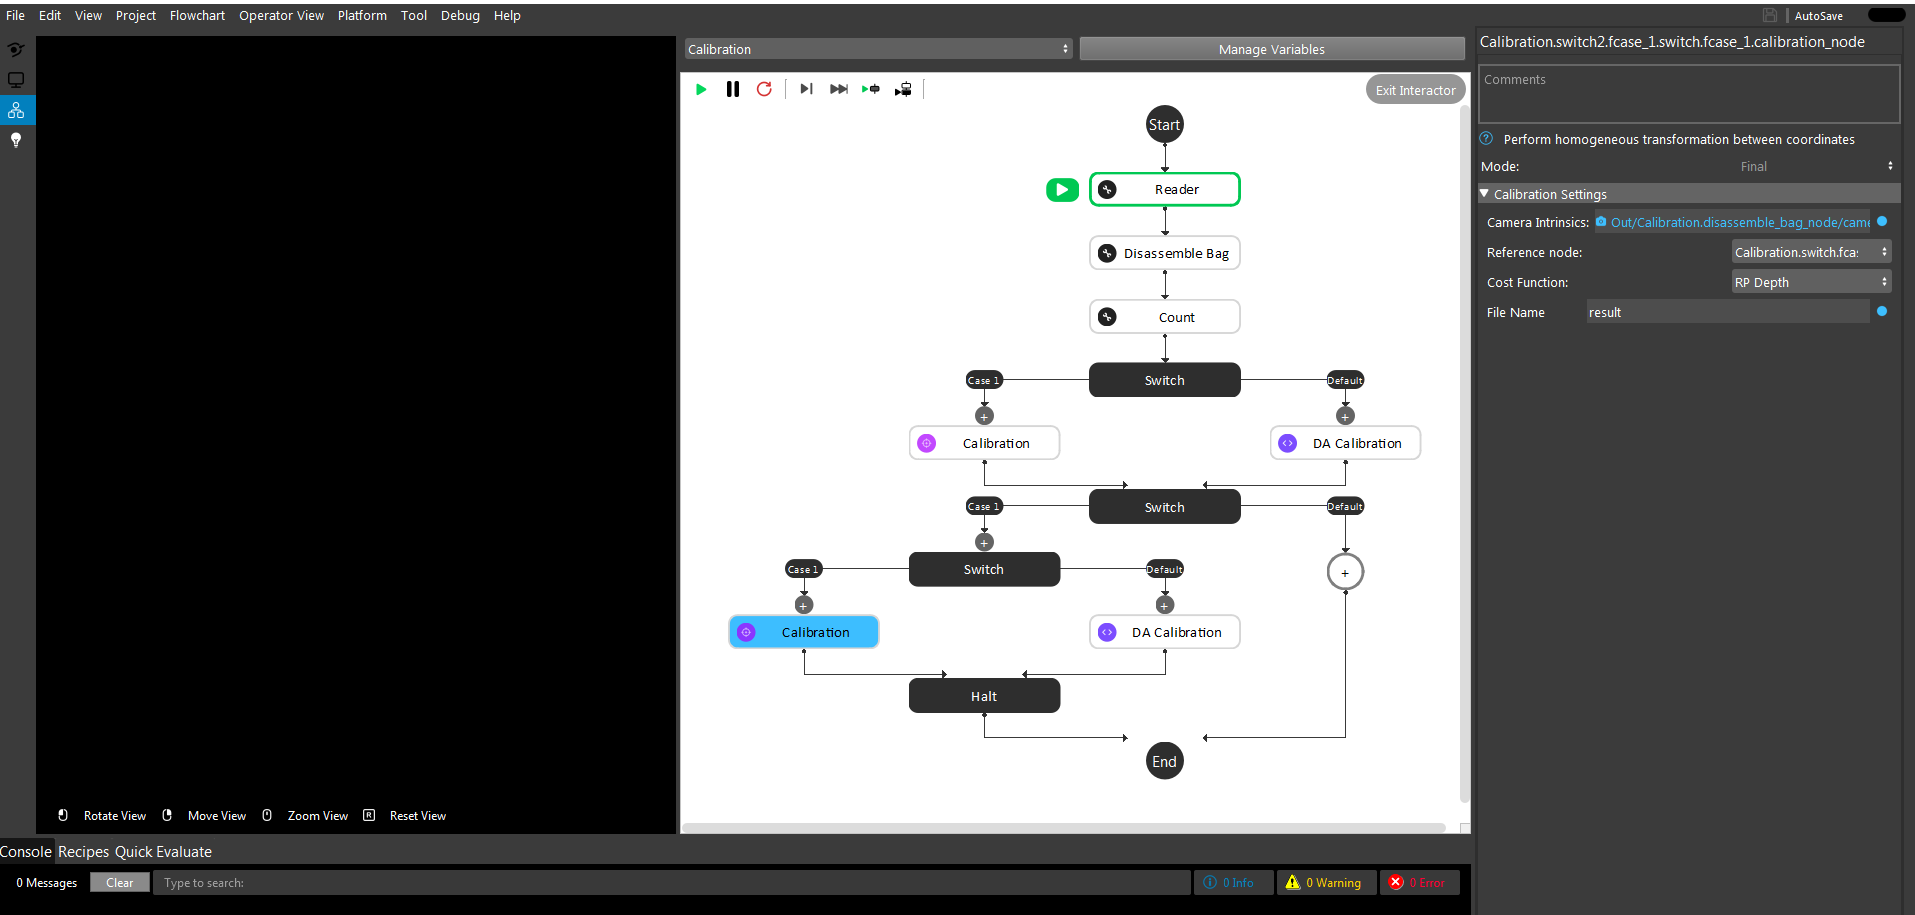 File Edit View Project Flowchart Operator View Platform Tool Debug Help
AutoSave
Calibration
Manage Variables
Exit Interactor
Start
Reader
Disassemble Bag
Count
Case 1
Switch
Default
+
+
Calibration
DA Calibration
Case 1
Switch
Default
+
Case 1
Switch
Default
+
+
+
Calibration
DA Calibration
Halt
End
Rotate View
Move View
Zoom View
R
Reset View
Calibration.switch2.fcase_1.switch.fcase_1.calibration_node
Comments
? Perform homogeneous transformation between coordinates
Mode: Final
Calibration Settings
Camera Intrinsics: Out/Calibration.disassemble_bag_node/came
Reference node: Calibration.switch.fca
Cost Function: RP Depth
File Name result
Console Recipes Quick Evaluate
0 Messages Clear Type to search: 0 Info 0 Warning 0 Error